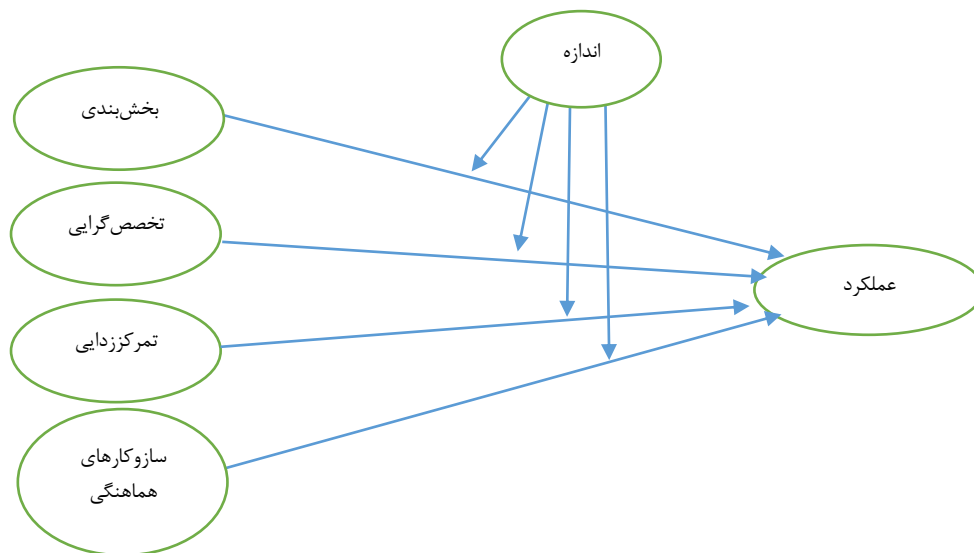 اندازه
بخش‌بندی
تخصص‌گرایی
عملکرد
تمرکززدایی
سازوکارهای
هماهنگی